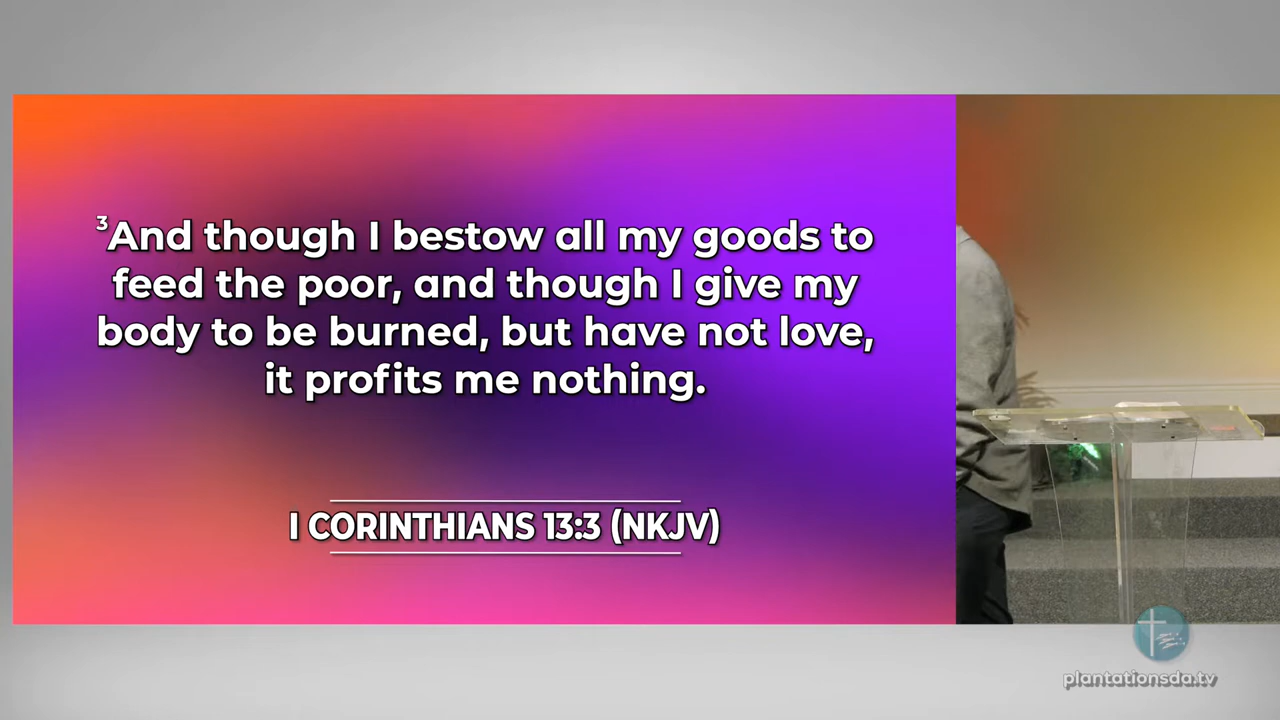 ³And though I bestow all my goods to
feed the poor, and though I give my
body to be burned, but have not love,
it profits me nothing.
I CORINTHIANS 13:3 (NKJV)
plantationsda.tv